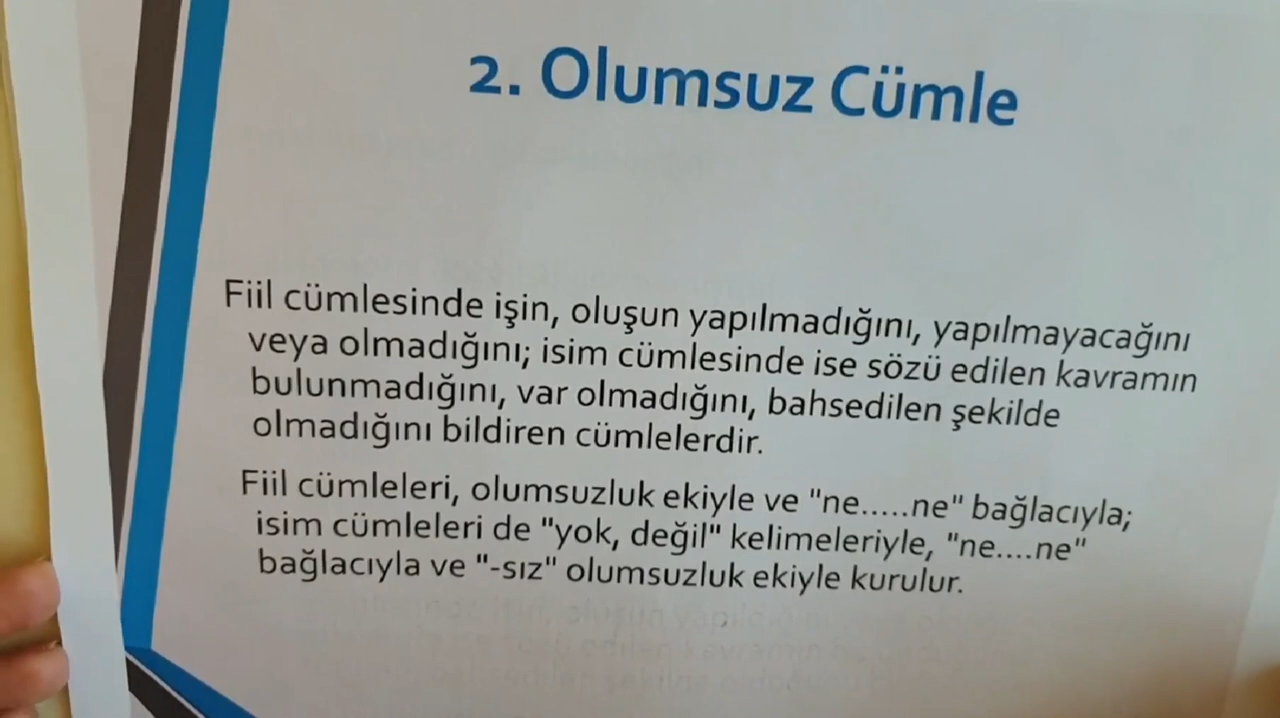 2. Olumsuz Cümle
Fiil cümlesinde işin, oluşun yapılmadığını, yapılmayacağını
veya olmadığını; isim cümlesinde ise sözü edilen kavramın
bulunmadığını, var olmadığını, bahsedilen şekilde
olmadığını bildiren cümlelerdir.
Fiil cümleleri, olumsuzluk ekiyle ve "ne.....ne" bağlacıyla;
isim cümleleri de "yok, değil" kelimeleriyle, "ne....ne"
bağlacıyla ve "-sız" olumsuzluk ekiyle kurulur.